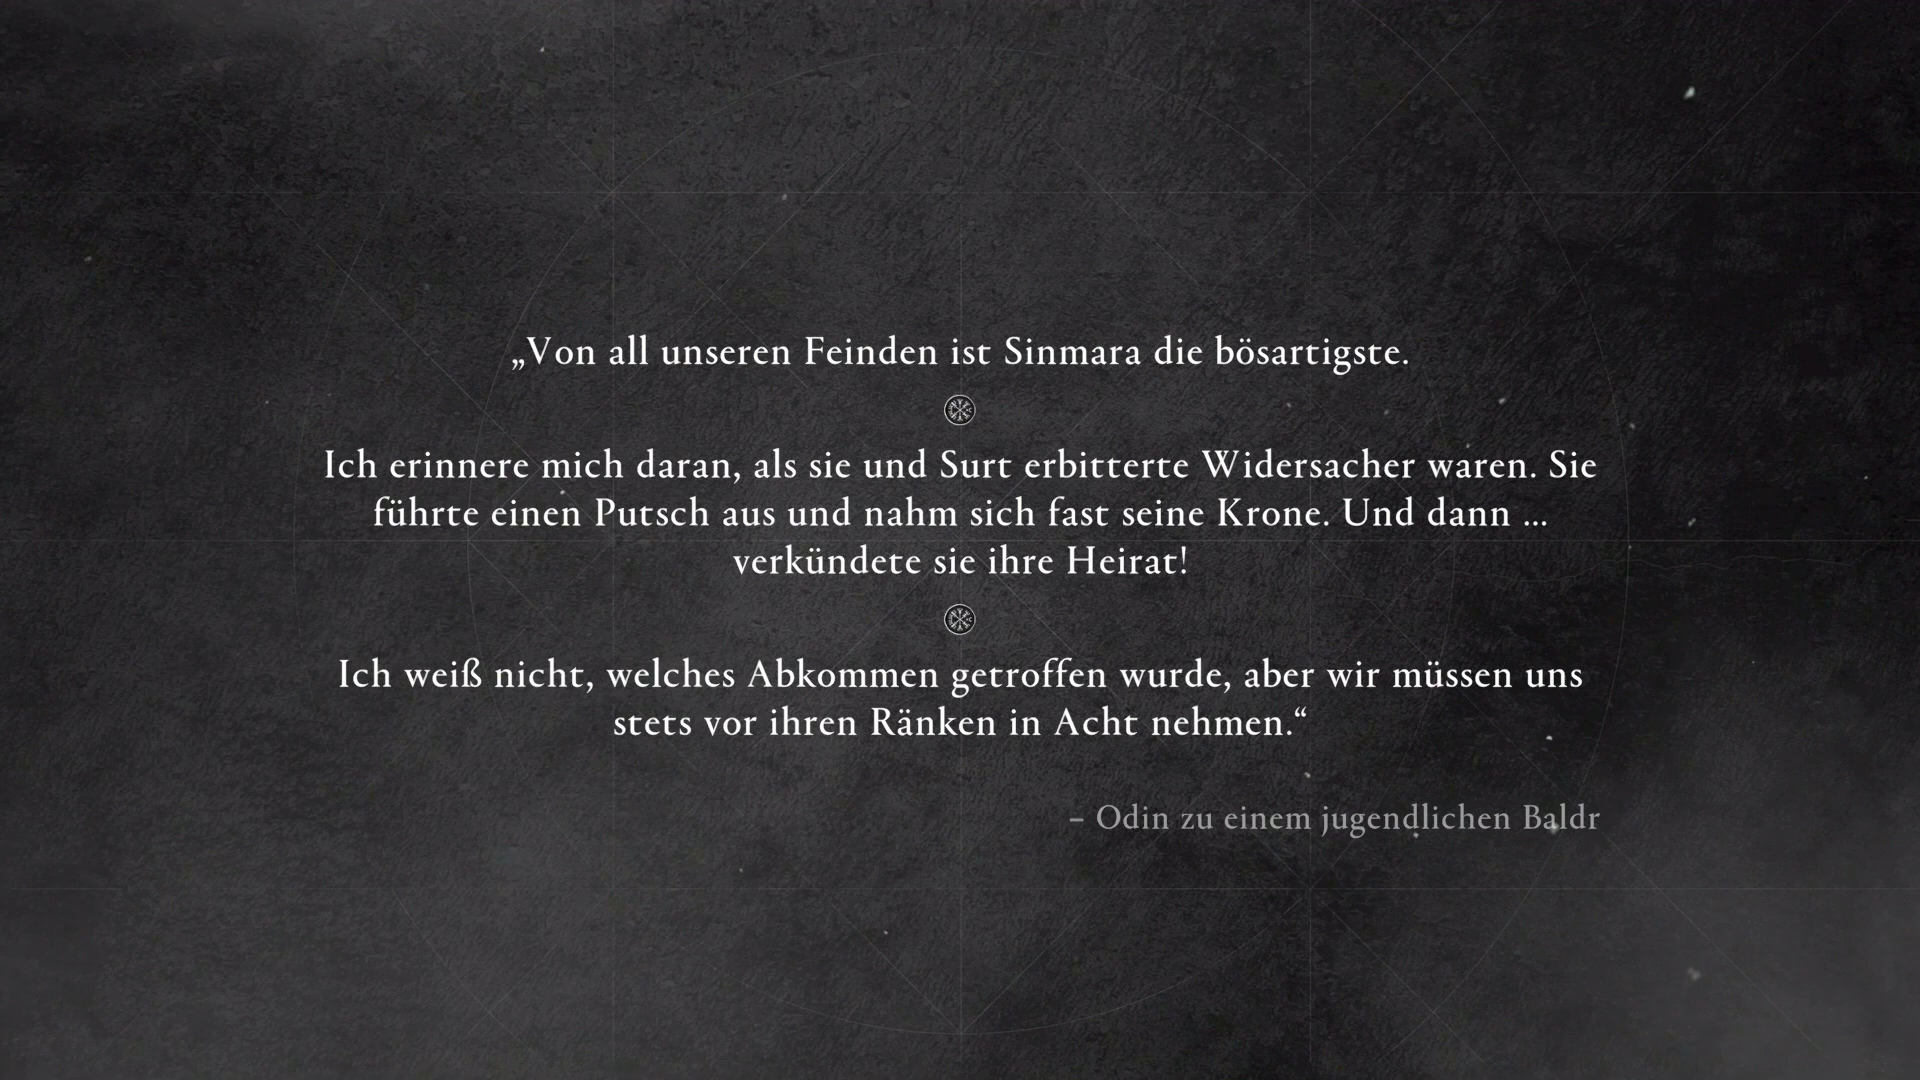 „Von all unseren Feinden ist Sinmara die bösartigste.
Ich erinnere mich daran, als sie und Surt erbitterte Widersacher waren. Sie
führte einen Putsch aus und nahm sich fast seine Krone. Und dann ...
verkündete sie ihre Heirat!
Ich weiß nicht, welches Abkommen getroffen wurde, aber wir müssen uns
stets vor ihren Ränken in Acht nehmen.“
– Odin zu einem jugendlichen Baldr